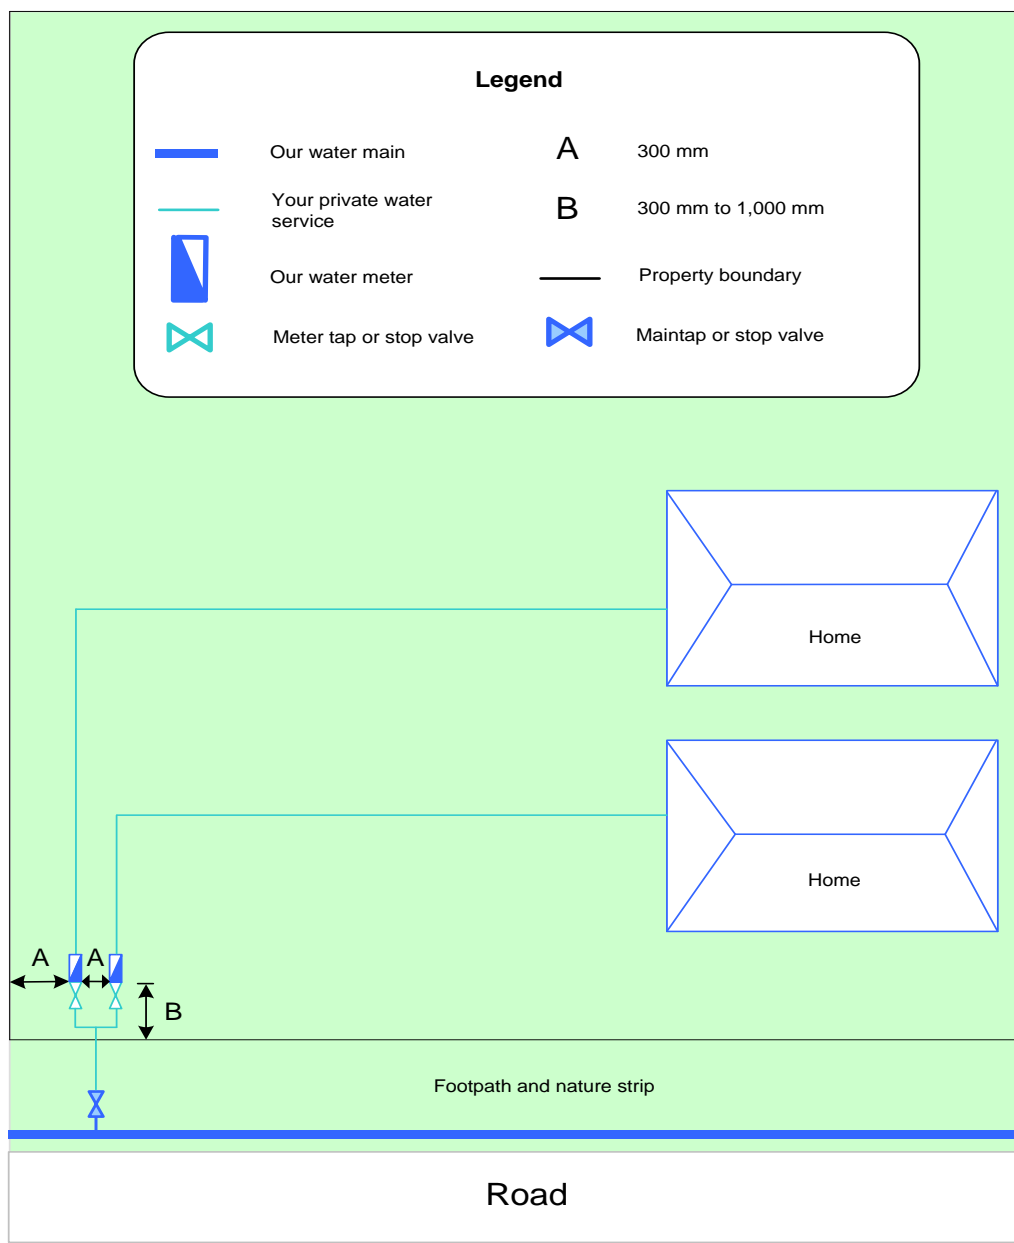 Legend
Our water main
A
300 mm
Your private water
service
B
300 mm to 1,000 mm
Our water meter
Property boundary
Meter tap or stop valve
Maintap or stop valve
Home
Home
A
A
B
Footpath and nature strip
Road